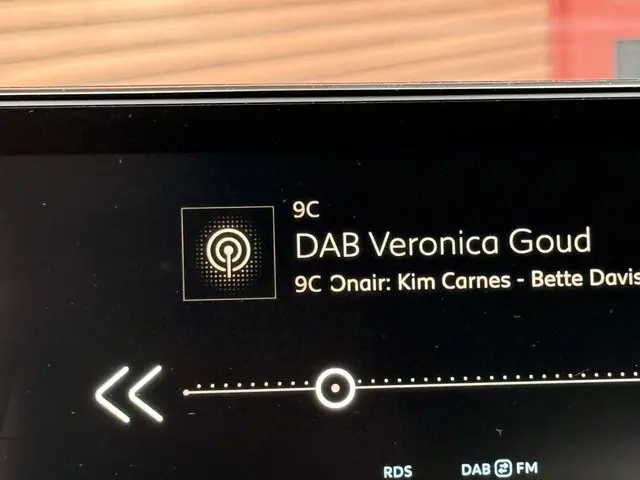 9C
DAB Veronica Goud
9C Onair: Kim Carnes - Bette Davis
RDS
DAB FM